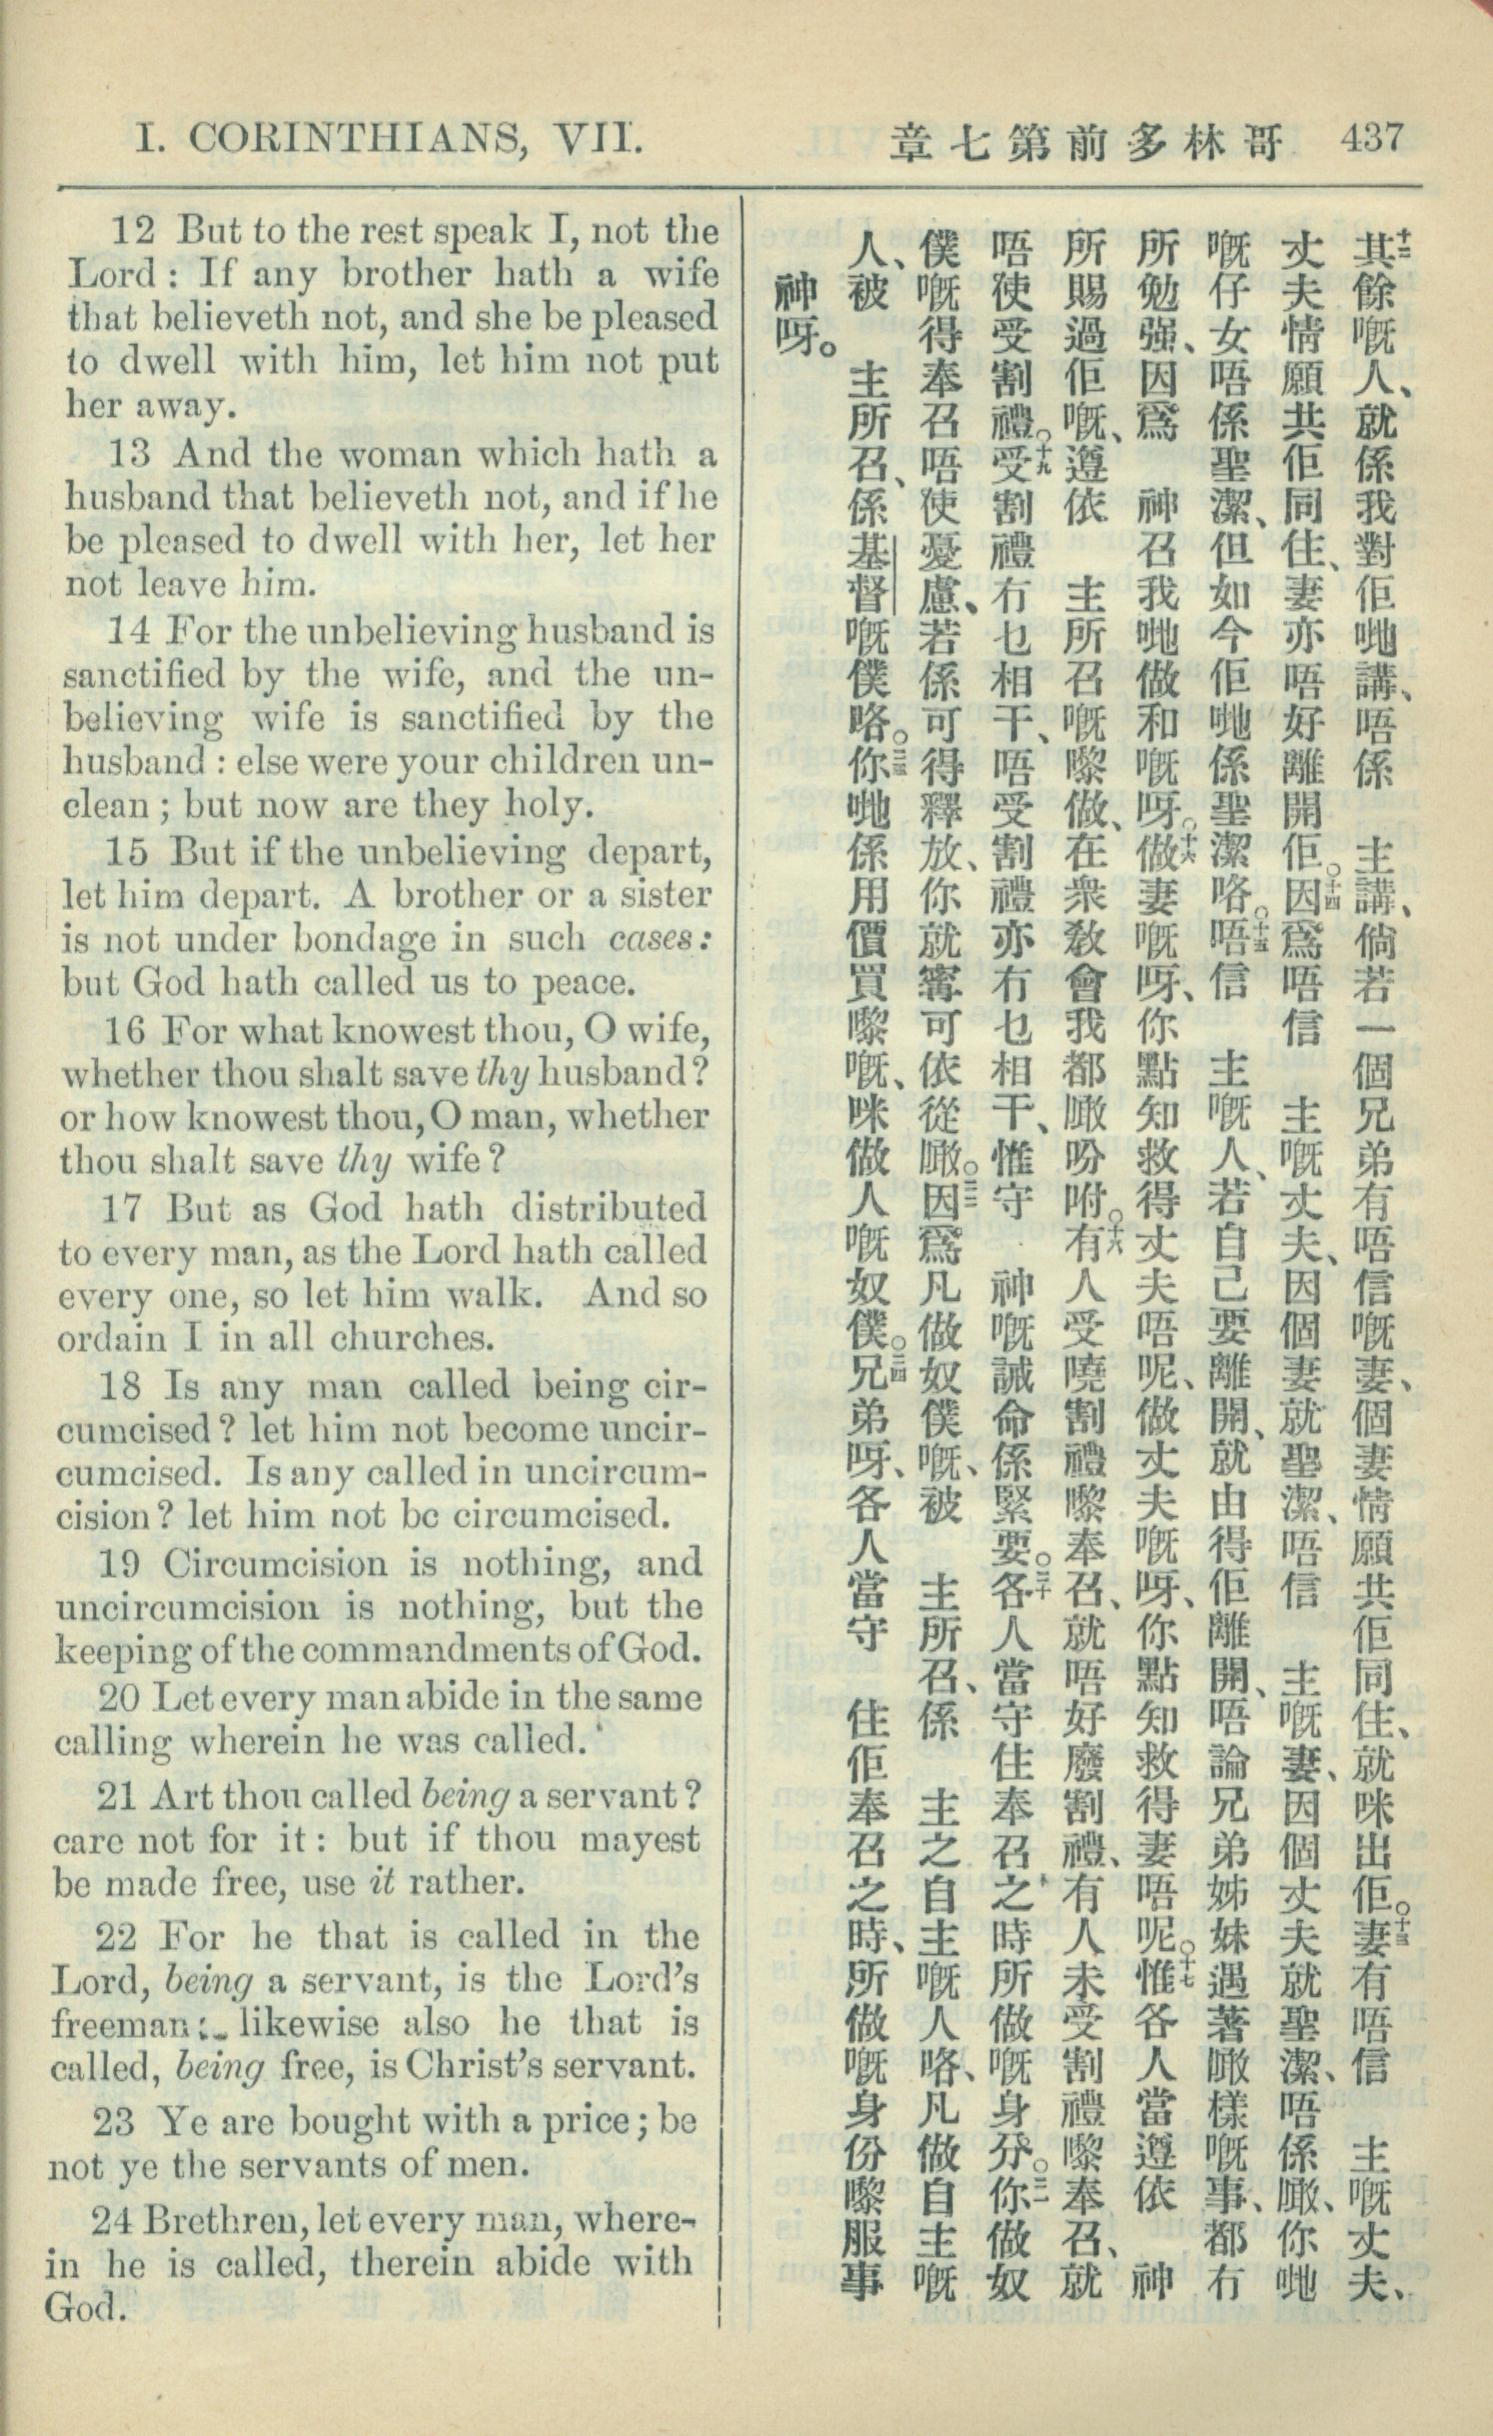 I. CORINTHIANS, VII.
章七第前多林哥 437
12 But to the rest speak I, not the
Lord : If any brother hath a wife
that believeth not, and she be pleased
to dwell with him, let him not put
her away.
13 And the woman which hath a
husband that believeth not, and if he
be pleased to dwell with her, let her
not leave him.
14 For the unbelieving husband is
sanctified by the wife, and the un-
believing wife is sanctified by the
husband : else were your children un-
clean ; but now are they holy.
15 But if the unbelieving depart,
let him depart. A brother or a sister
is not under bondage in such cases :
but God hath called us to peace.
16 For what knowest thou, O wife,
whether thou shalt save thy husband ?
or how knowest thou, O man, whether
thou shalt save thy wife ?
17 But as God hath distributed
to every man, as the Lord hath called
every one, so let him walk. And so
ordain I in all churches.
18 Is any man called being cir-
cumcised ? let him not become uncir-
cumcised. Is any called in uncircum-
cision ? let him not be circumcised.
19 Circumcision is nothing, and
uncircumcision is nothing, but the
keeping of the commandments of God.
20 Let every man abide in the same
calling wherein he was called.
21 Art thou called being a servant ?
care not for it : but if thou mayest
be made free, use it rather.
22 For he that is called in the
Lord, being a servant, is the Lord's
freeman : likewise also he that is
called, being free, is Christ's servant.
23 Ye are bought with a price ; be
not ye the servants of men.
24 Brethren, let every man, where-
in he is called, therein abide with
God.
十二其餘嘅人、就係我對佢哋講、唔係 主講、倘若一個兄弟有唔信嘅妻、個妻情願共佢同住、就咪出佢。○十三妻有唔信 主嘅丈夫、
丈夫情願共佢同住、妻亦唔好離開佢。○十四因爲唔信 主嘅丈夫、因個妻就聖潔、唔信 主嘅妻、因個丈夫就聖潔、唔係噉、你哋
嘅仔女唔係聖潔、但如今佢哋係聖潔咯。○十五唔信 主嘅人、若自己要離開、就由得佢離開、唔論兄弟姊妹遇著噉樣嘅事、都冇
所勉强、因爲 神召我哋做和嘅呀。○十六做妻嘅呀、你點知救得丈夫唔呢、做丈夫嘅呀、你點知救得妻唔呢。○十七惟各人當遵依 神
所賜過佢嘅、遵依 主所召嘅嚟做、在衆敎會我都噉吩咐。○十六有人受曉割禮嚟奉召、就唔好廢割禮、有人未受割禮嚟奉召、就
唔使受割禮。○十九受割禮冇乜相干、唔受割禮亦冇乜相干、惟守 神嘅誡命係緊要。○二十各人當守住奉召之時所做嘅身分。○二一你做奴
僕嘅得奉召唔使憂慮、若係可得釋放、你就寗可依從噉。○二二因爲凡做奴僕嘅、被 主所召、係 主之自主嘅人咯、凡做自主嘅
人、被 主所召、係基督嘅僕咯。○二三你哋係用價買嚟嘅、咪做人嘅奴僕。○二四兄弟呀、各人當守 住佢奉召之時、所做嘅身份嚟服事
神呀。